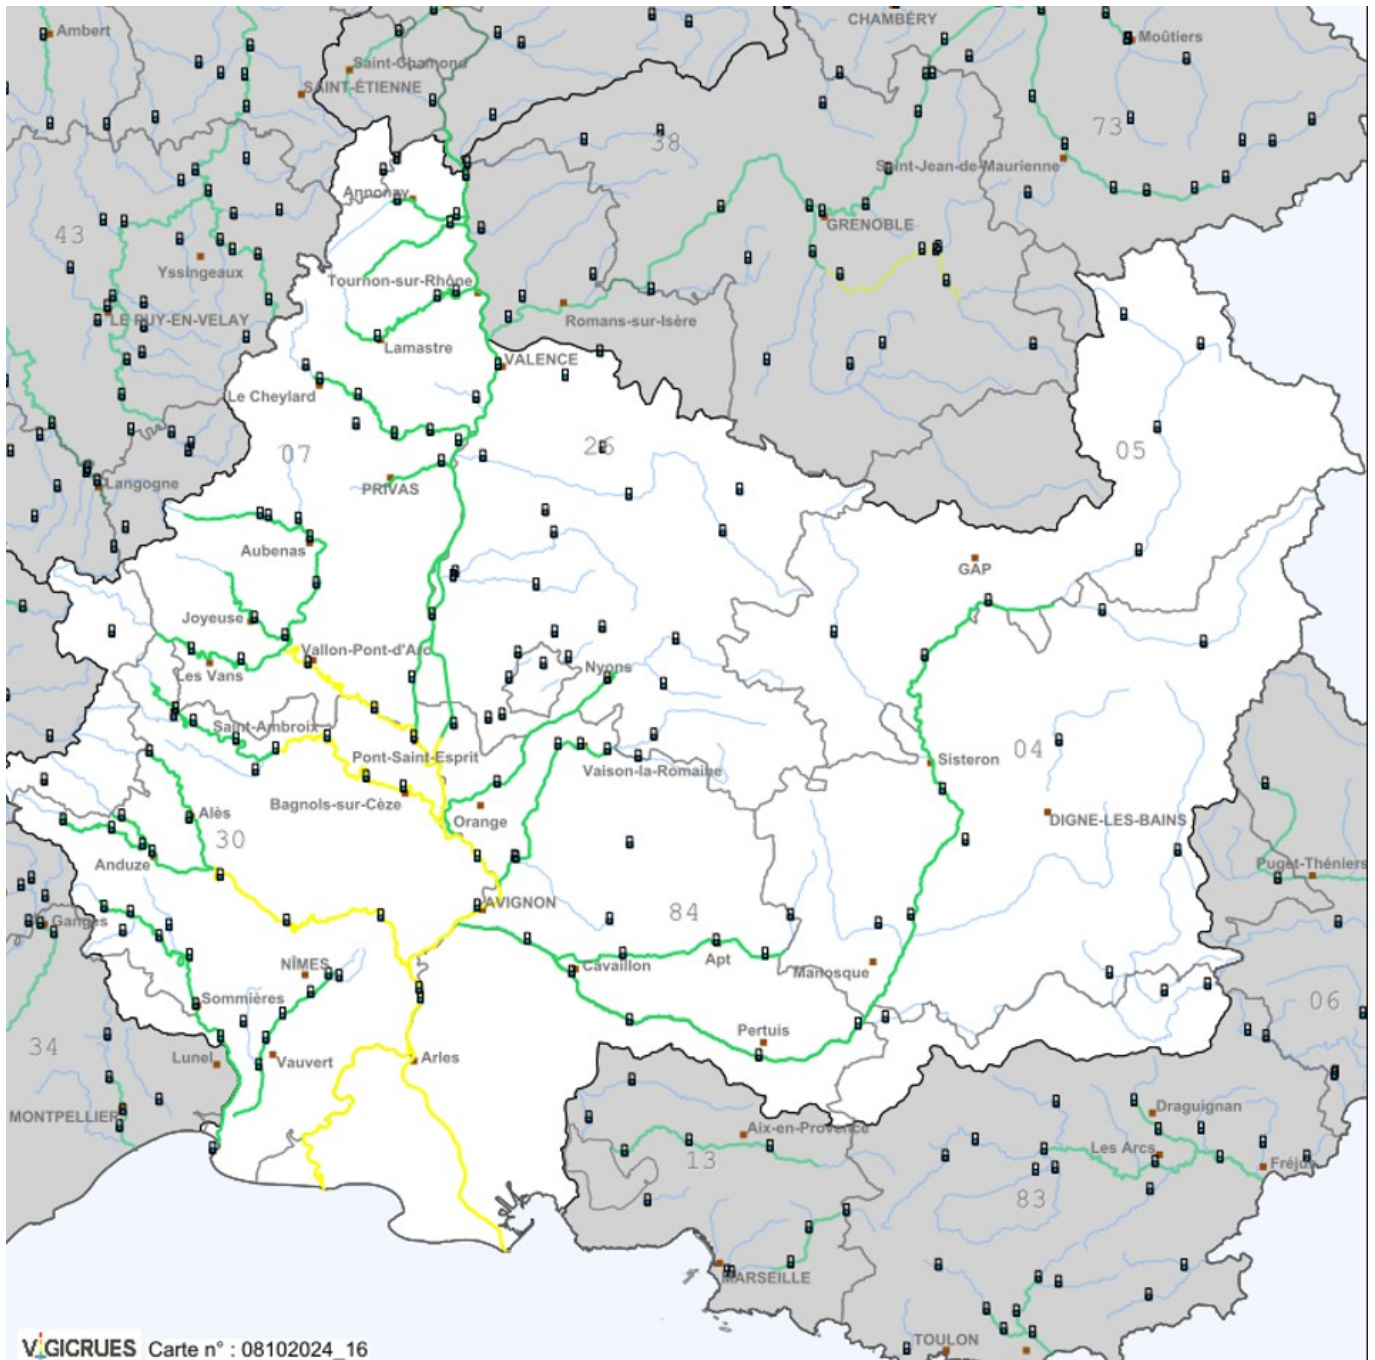 CHAMBÉRY
Ambert
Moûtiers
Saint-Chamond
SAINT-ÉTIENNE
73
38
Saint-Jean-de-Maurienne
Annonay
GRENOBLE
43
Yssingeaux
Tournon-sur-Rhône
LE PUY-EN-VELAY
Romans-sur-Isère
Lamastre
VALENCE
Le Cheylard
26
05
07
Langogne
PRIVAS
Aubenas
GAP
Joyeuse
Vallon-Pont-d'Arc
Les Vans
Nyons
Saint-Ambroix
04
Pont-Saint-Esprit
Sisteron
Vaison-la-Romaine
Bagnols-sur-Cèze
Alès
Orange
DIGNE-LES-BAINS
30
Anduze
Puget-Théniers
AVIGNON
84
Ganges
Apt
NÎMES
Cavaillon
Manosque
Sommières
06
Pertuis
34
Lunel
Vauvert
Arles
Draguignan
MONTPELLIER
Aix-en-Provence
Les Arcs
13
Fréjus
83
MARSEILLE
TOULON
VIGICRUES Carte n° : 08102024_16